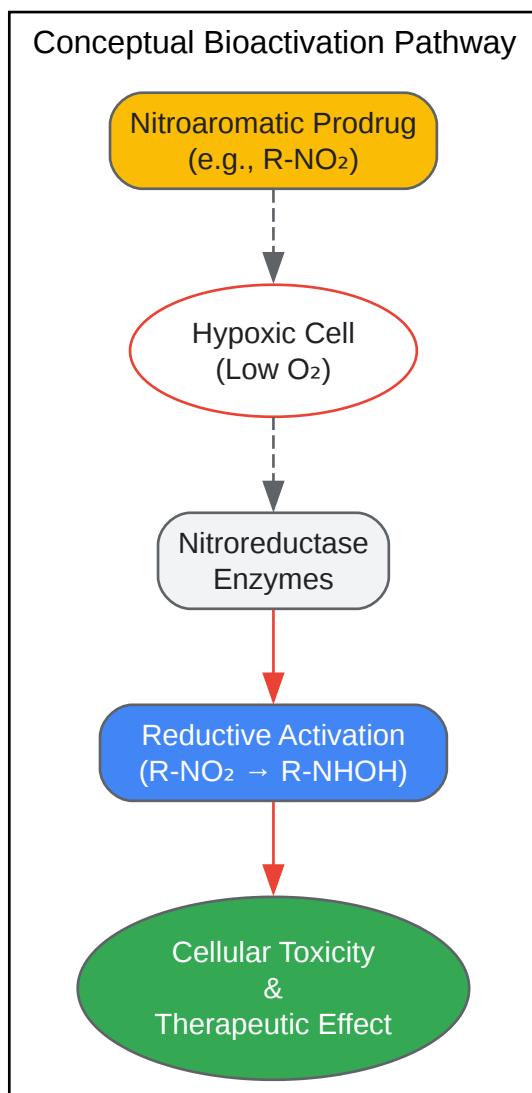 Conceptual Bioactivation Pathway
Nitroaromatic Prodrug
(e.g., R-NO₂)
Hypoxic Cell
(Low O₂)
Nitroreductase
Enzymes
Reductive Activation
(R-NO₂ → R-NHOH)
Cellular Toxicity
&
Therapeutic Effect